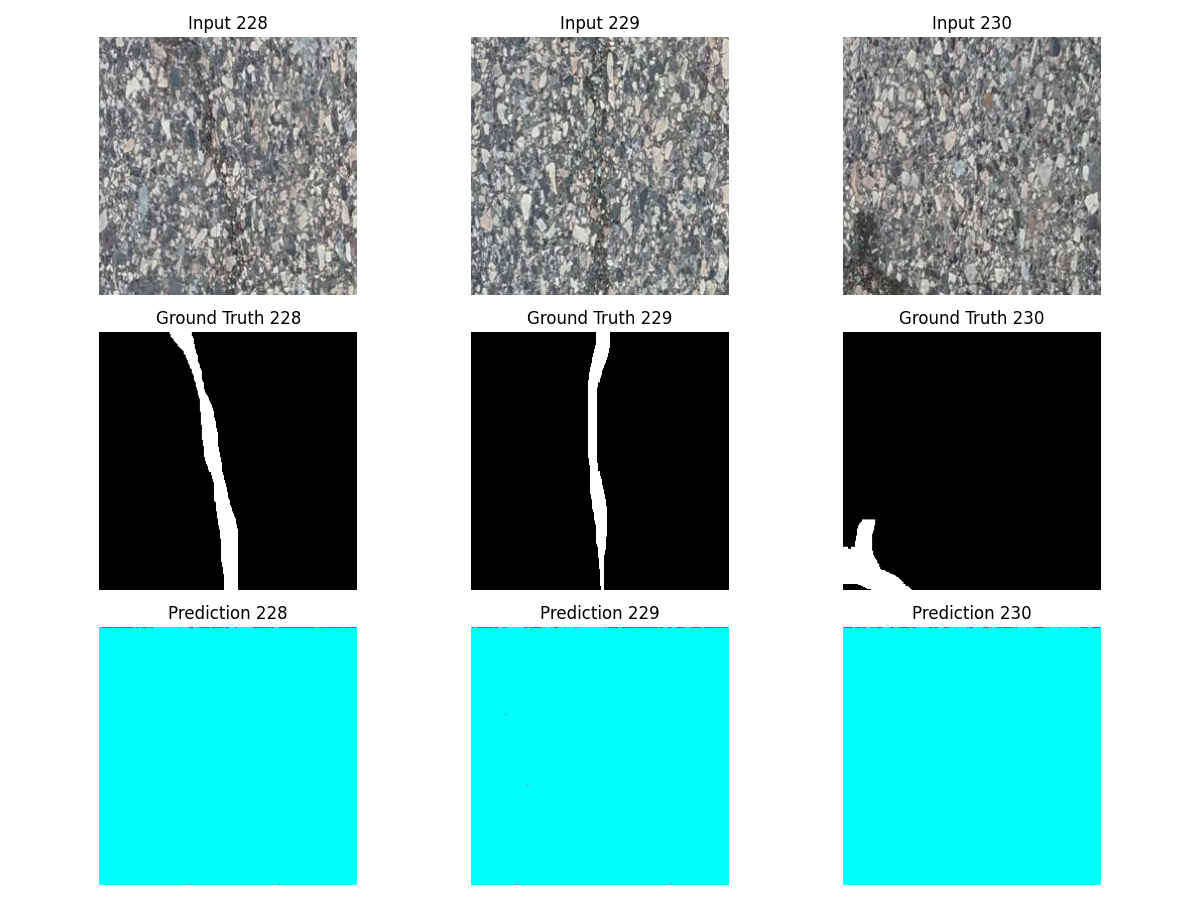 Input 228
Input 229
Input 230
Ground Truth 228
Ground Truth 229
Ground Truth 230
Prediction 228
Prediction 229
Prediction 230